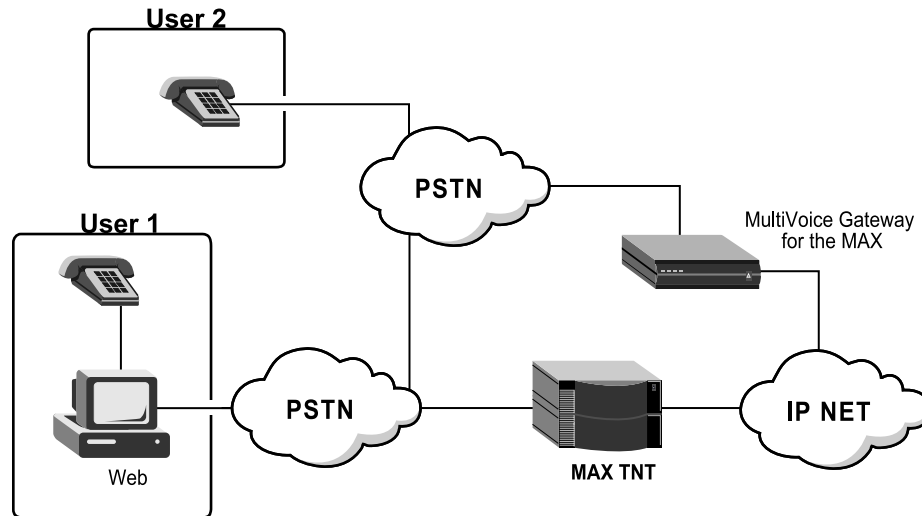 User 2
PSTN
User 1
MultiVoice Gateway
for the MAX
PSTN
IP NET
Web
MAX TNT